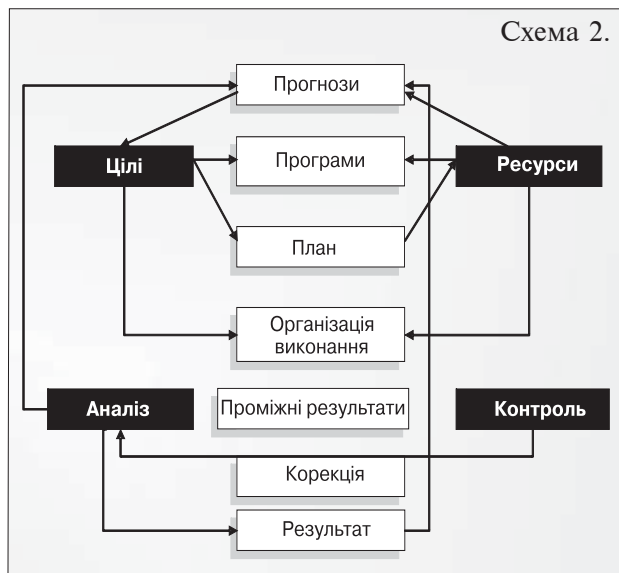 Схема 2.
Прогнози
Цілі
Програми
Ресурси
План
Організація
виконання
Аналіз
Проміжні результати
Контроль
Корекція
Результат